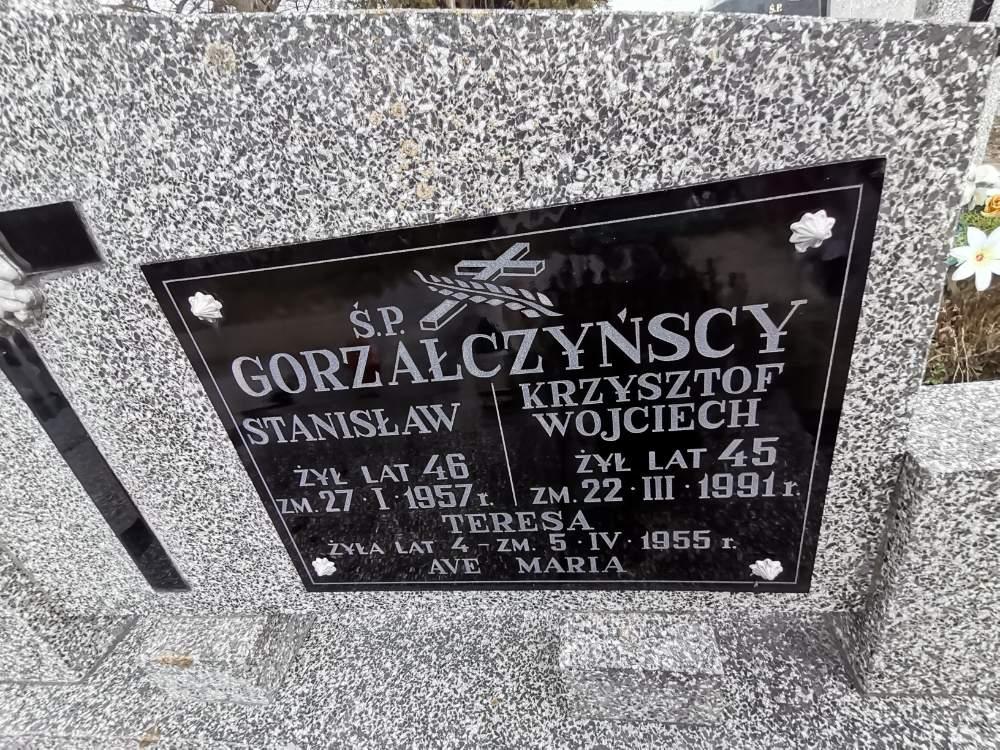 Ś.P.
GORZAŁCZYŃSCY
STANISŁAW
ŻYŁ LAT 46
ZM. 27 I · 1957 r.
KRZYSZTOF
WOJCIECH
ŻYŁ LAT 45
ZM. 22 · III · 1991 r.
TERESA
ŻYŁA LAT 4 - ZM. 5 · IV · 1955 r.
AVE MARIA
Ś.P.